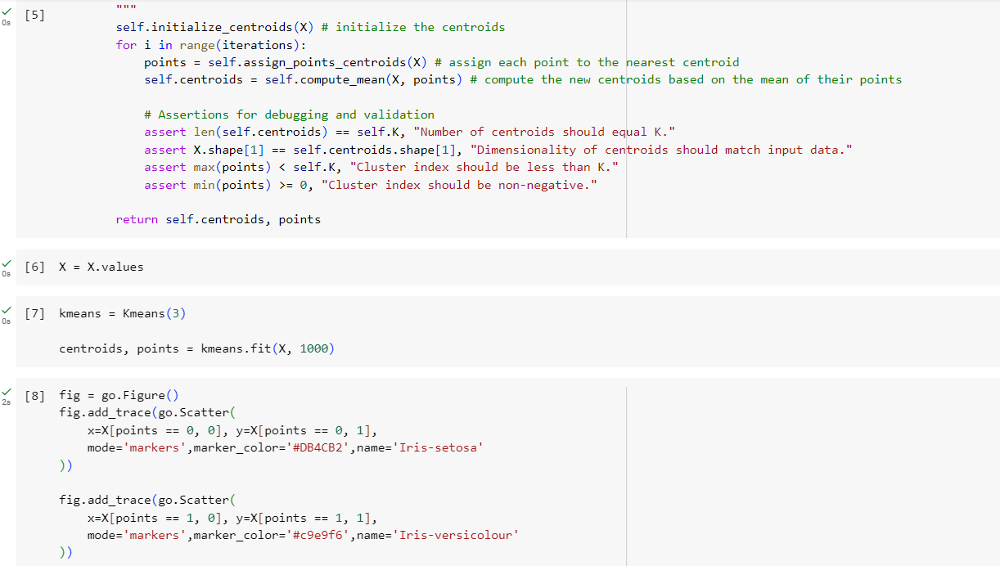 """
[5]
0s
self.initialize_centroids(X) # initialize the centroids
for i in range(iterations):
points = self.assign_points_centroids(X) # assign each point to the nearest centroid
self.centroids = self.compute_mean(X, points) # compute the new centroids based on the mean of their points
# Assertions for debugging and validation
assert len(self.centroids) == self.K, "Number of centroids should equal K."
assert X.shape[1] == self.centroids.shape[1], "Dimensionality of centroids should match input data."
assert max(points) < self.K, "Cluster index should be less than K."
assert min(points) >= 0, "Cluster index should be non-negative."
return self.centroids, points
[6] X = X.values
0s
[7] kmeans = Kmeans(3)
0s
centroids, points = kmeans.fit(X, 1000)
[8] fig = go.Figure()
2s
fig.add_trace(go.Scatter(
x=X[points == 0, 0], y=X[points == 0, 1],
mode='markers',marker_color='#DB4CB2',name='Iris-setosa'
))
fig.add_trace(go.Scatter(
x=X[points == 1, 0], y=X[points == 1, 1],
mode='markers',marker_color='#c9e9f6',name='Iris-versicolour'
))